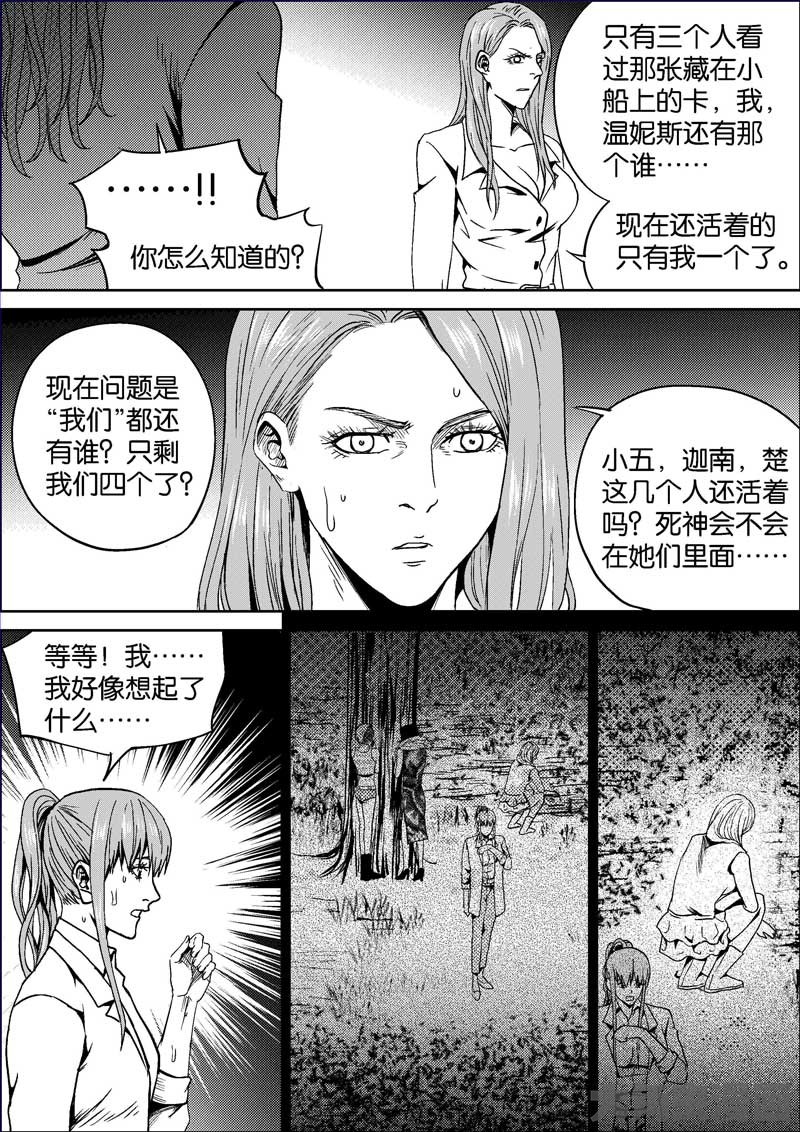 只有三个人看
过那张藏在小
船上的卡，我，
温妮斯还有那
个谁……
现在还活着的
只有我一个了。
……!!
你怎么知道的？
现在问题是
“我们”都还
有谁？只剩
我们四个了？
小五，迦南，楚
这几个人还活着
吗？死神会不会
在她们里面……
等等！我……
我好像想起了
什么……